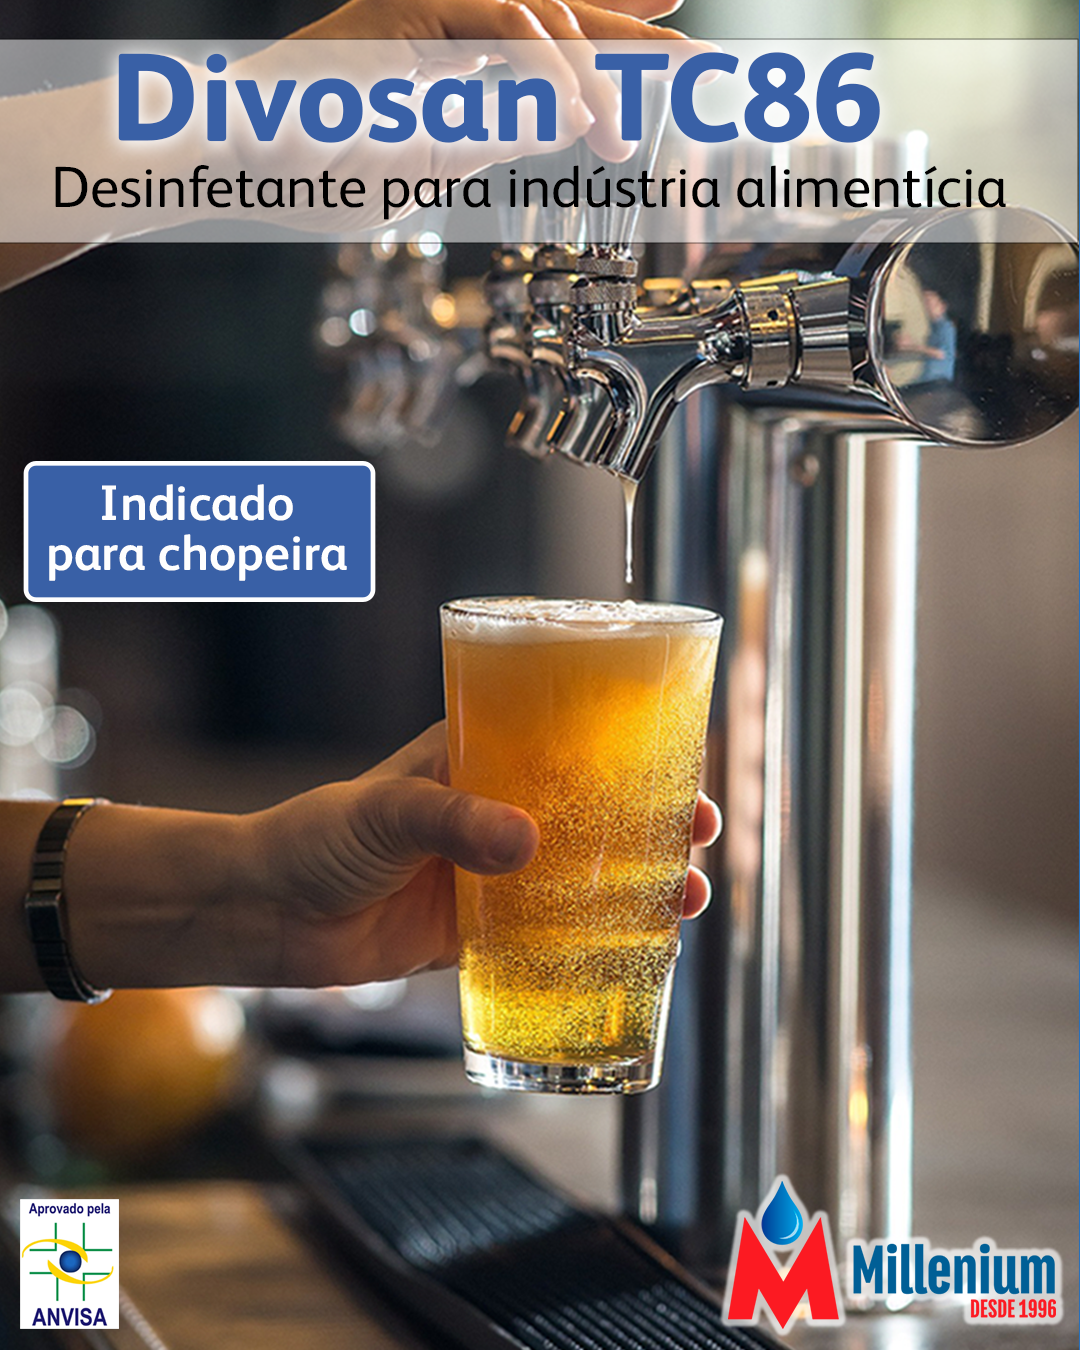 Divosan TC86
Desinfetante para indústria alimentícia
Indicado
para chopeira
Aprovado pela
ANVISA
Millenium
DESDE 1996